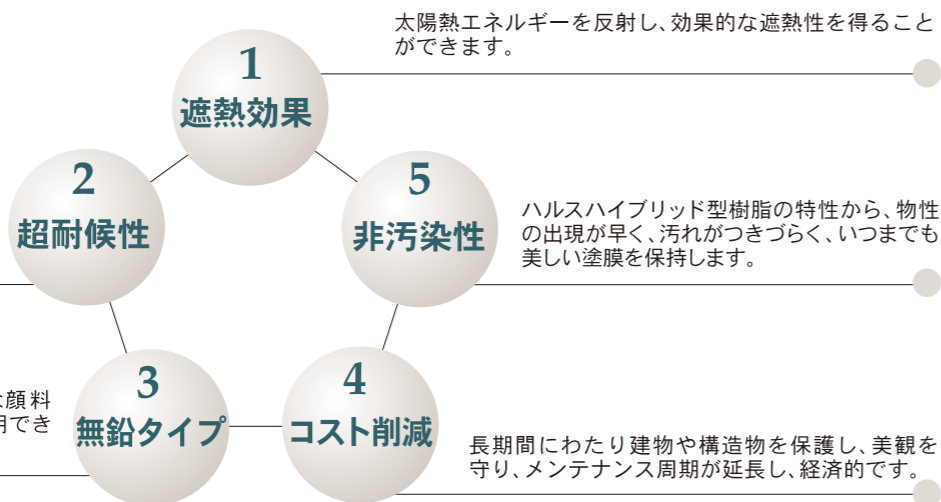 太陽熱エネルギーを反射し、効果的な遮熱性を得ること
ができます。
1
遮熱効果
2
超耐候性
5
非汚染性
ハルスハイブリッド型樹脂の特性から、物性
の出現が早く、汚れがつきづらく、いつまでも
美しい塗膜を保持します。
3
無鉛タイプ
顔料
用でき
4
コスト削減
長期間にわたり建物や構造物を保護し、美観を
守り、メンテナンス周期が延長し、経済的です。